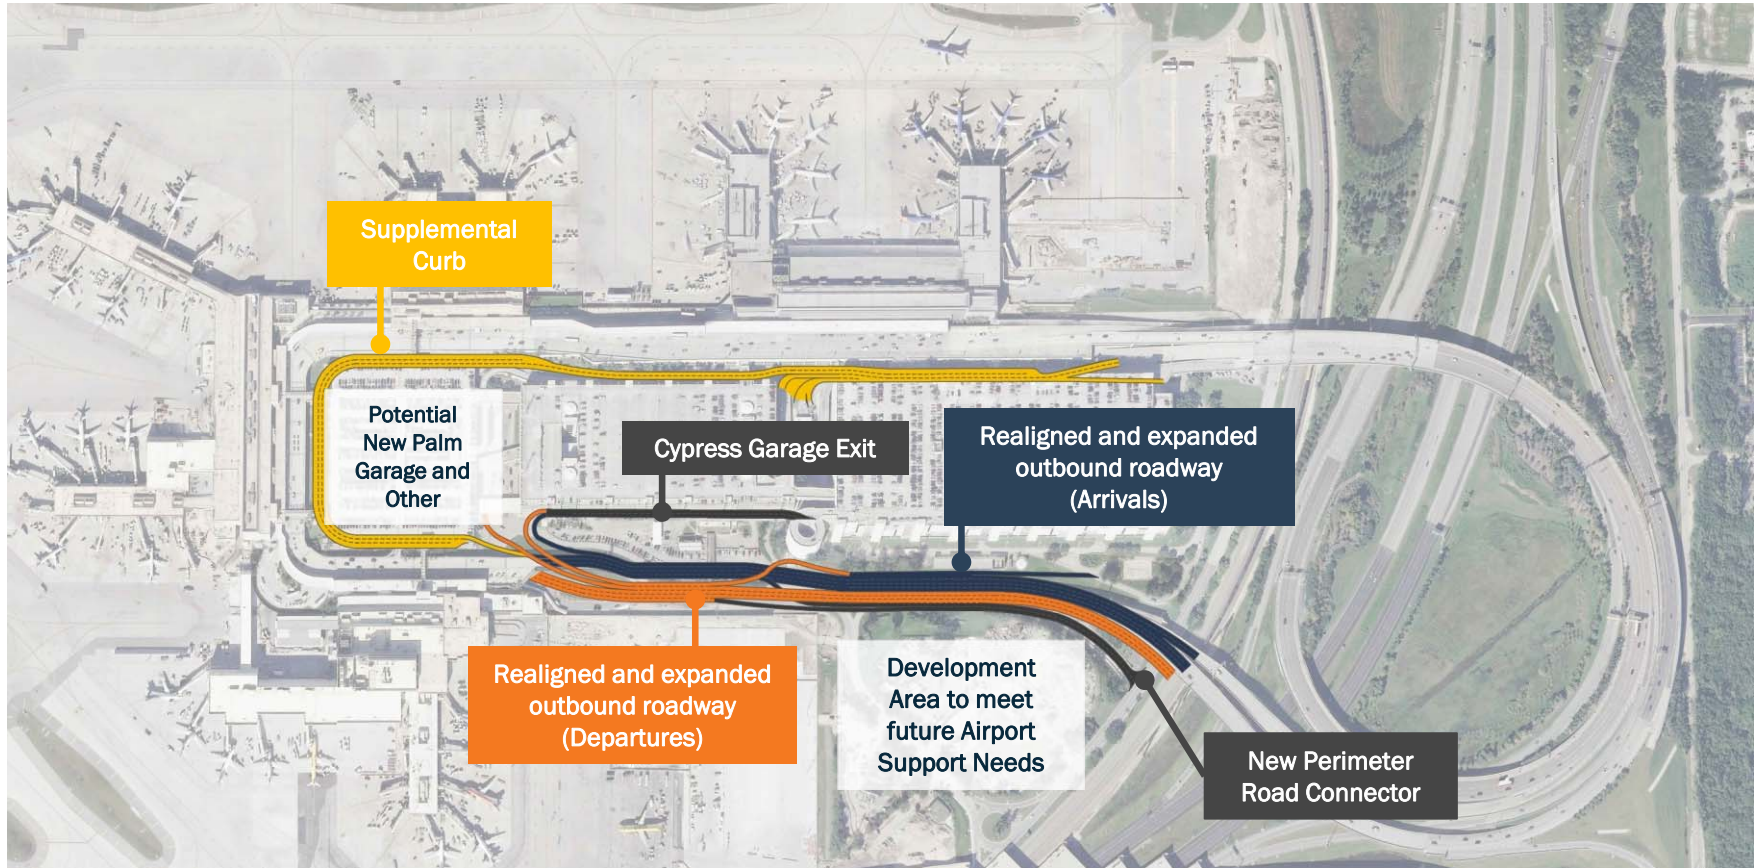 Supplemental
Curb
Potential
New Palm
Garage and
Other
Cypress Garage Exit
Realigned and expanded
outbound roadway
(Arrivals)
Realigned and expanded
outbound roadway
(Departures)
Development
Area to meet
future Airport
Support Needs
New Perimeter
Road Connector